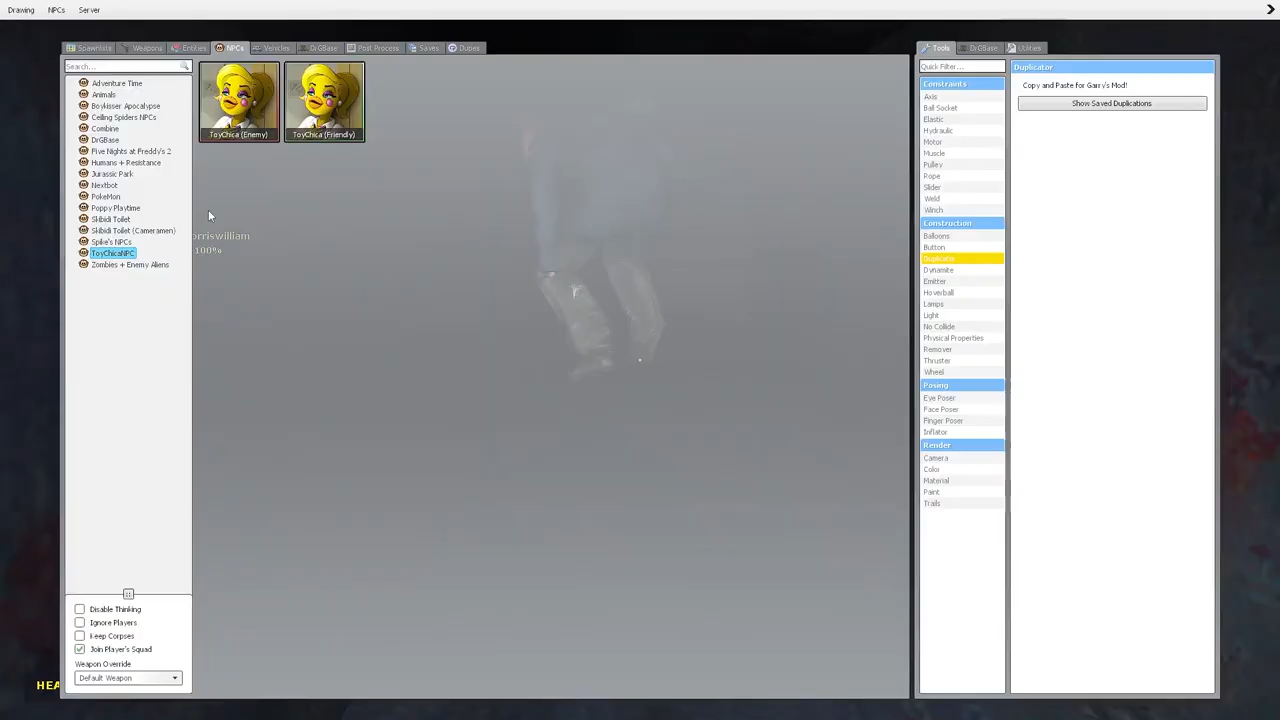 Drawing NPCs Server
Spawnlists Weapons Entities NPCs Vehicles DrGBase Post Process Saves Dupes
Tools DrGBase Utilities
Search...
Adventure Time
Animals
Boykisser Apocalypse
Ceiling Spiders NPCs
Combine
DrGBase
Five Nights at Freddy's 2
Humans + Resistance
Jurassic Park
Nextbot
PokeMon
Poppy Playtime
Skibidi Toilet
Skibidi Toilet (Cameramen)
Spike's NPCs
ToyChicaNPC
Zombies + Enemy Aliens
Disable Thinking
Ignore Players
Keep Corpses
Join Player's Squad
Weapon Override
Default Weapon
HEA
ToyChica (Enemy) ToyChica (Friendly)
orriswilliam
100%
Quick Filter...
Constraints
Axis
Ball Socket
Elastic
Hydraulic
Motor
Muscle
Pulley
Rope
Slider
Weld
Winch
Construction
Balloons
Button
Duplicator
Dynamite
Emitter
Hoverball
Lamps
Light
No Collide
Physical Properties
Remover
Thruster
Wheel
Posing
Eye Poser
Face Poser
Finger Poser
Inflator
Render
Camera
Color
Material
Paint
Trails
Duplicator
Copy and Paste for Garry's Mod!
Show Saved Duplications